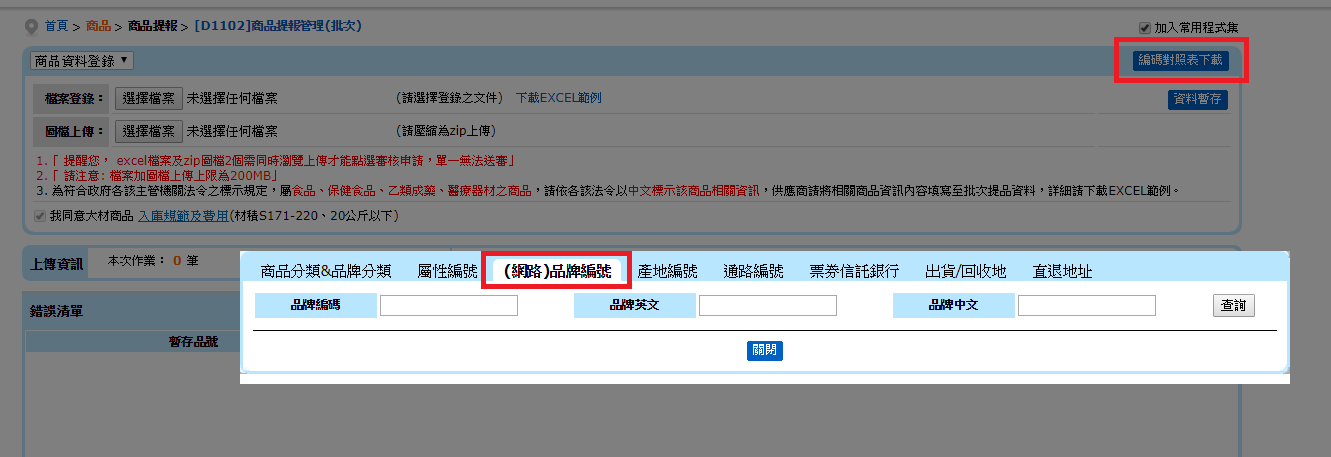 首頁 > 商品 > 商品提報 > [D1102]商品提報管理(批次)
加入常用程式集
商品資料登錄
編碼對照表下載
檔案登錄： 選擇檔案 未選擇任何檔案 (請選擇登錄之文件) 下載EXCEL範例 資料暫存
圖檔上傳： 選擇檔案 未選擇任何檔案 (請壓縮為zip上傳)
1.「 提醒您， excel檔案及zip圖檔2個需同時瀏覽上傳才能點選審核申請，單一無法送審」
2.「 請注意: 檔案加圖檔上傳上限為200MB」
3. 為符合政府各該主管機關法令之標示規定，屬食品、保健食品、乙類成藥、醫療器材之商品，請依各該法令以中文標示該商品相關資訊，供應商請將相關商品資訊內容填寫至批次提品資料，詳細請下載EXCEL範例。
我同意大材商品 入庫規範及費用(材積S171-220、20公斤以下)
上傳資訊 本次作業： 0 筆
商品分類&品牌分類 屬性編號 (網路)品牌編號 產地編號 通路編號 票券信託銀行 出貨/回收地 直退地址
品牌編碼 品牌英文 品牌中文 查詢
錯誤清單
暫存品號
關閉